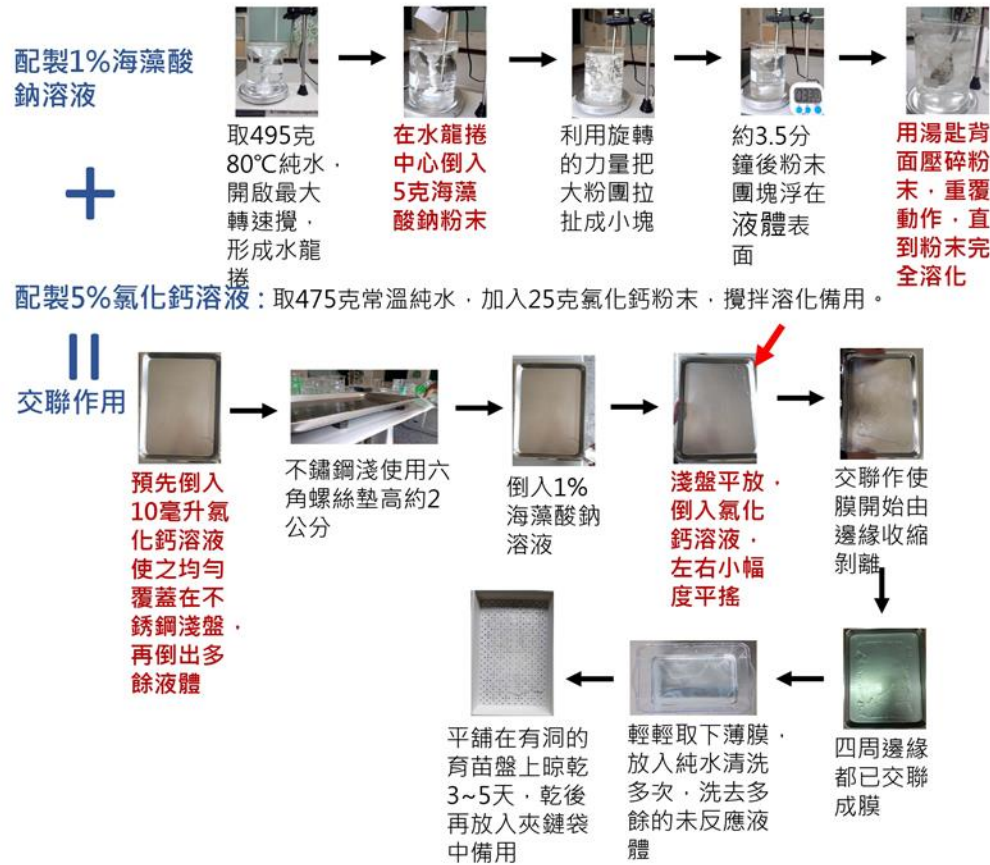 配製1%海藻酸
鈉溶液
取495克
80℃純水，
開啟最大
轉速攪，
形成水龍
捲
在水龍捲
中心倒入
5克海藻
酸鈉粉末
利用旋轉
的力量把
大粉團拉
扯成小塊
約3.5分
鐘後粉末
團塊浮在
液體表
面
用湯匙背
面壓碎粉
末，重覆
動作，直
到粉末完
全溶化
+
配製5%氯化鈣溶液：取475克常溫純水，加入25克氯化鈣粉末，攪拌溶化備用。
交聯作用
預先倒入
10毫升氯
化鈣溶液
使之均勻
覆蓋在不
銹鋼淺盤，
再倒出多
餘液體
不鏽鋼淺使用六
角螺絲墊高約2
公分
倒入1%
海藻酸鈉
溶液
淺盤平放，
倒入氯化
鈣溶液，
左右小幅
度平搖
交聯作使
膜開始由
邊緣收縮
剝離
四周邊緣
都已交聯
成膜
輕輕取下薄膜，
放入純水清洗
多次，洗去多
餘的未反應液
體
平舖在有洞的
育苗盤上晾乾
3~5天，乾後
再放入夾鏈袋
中備用